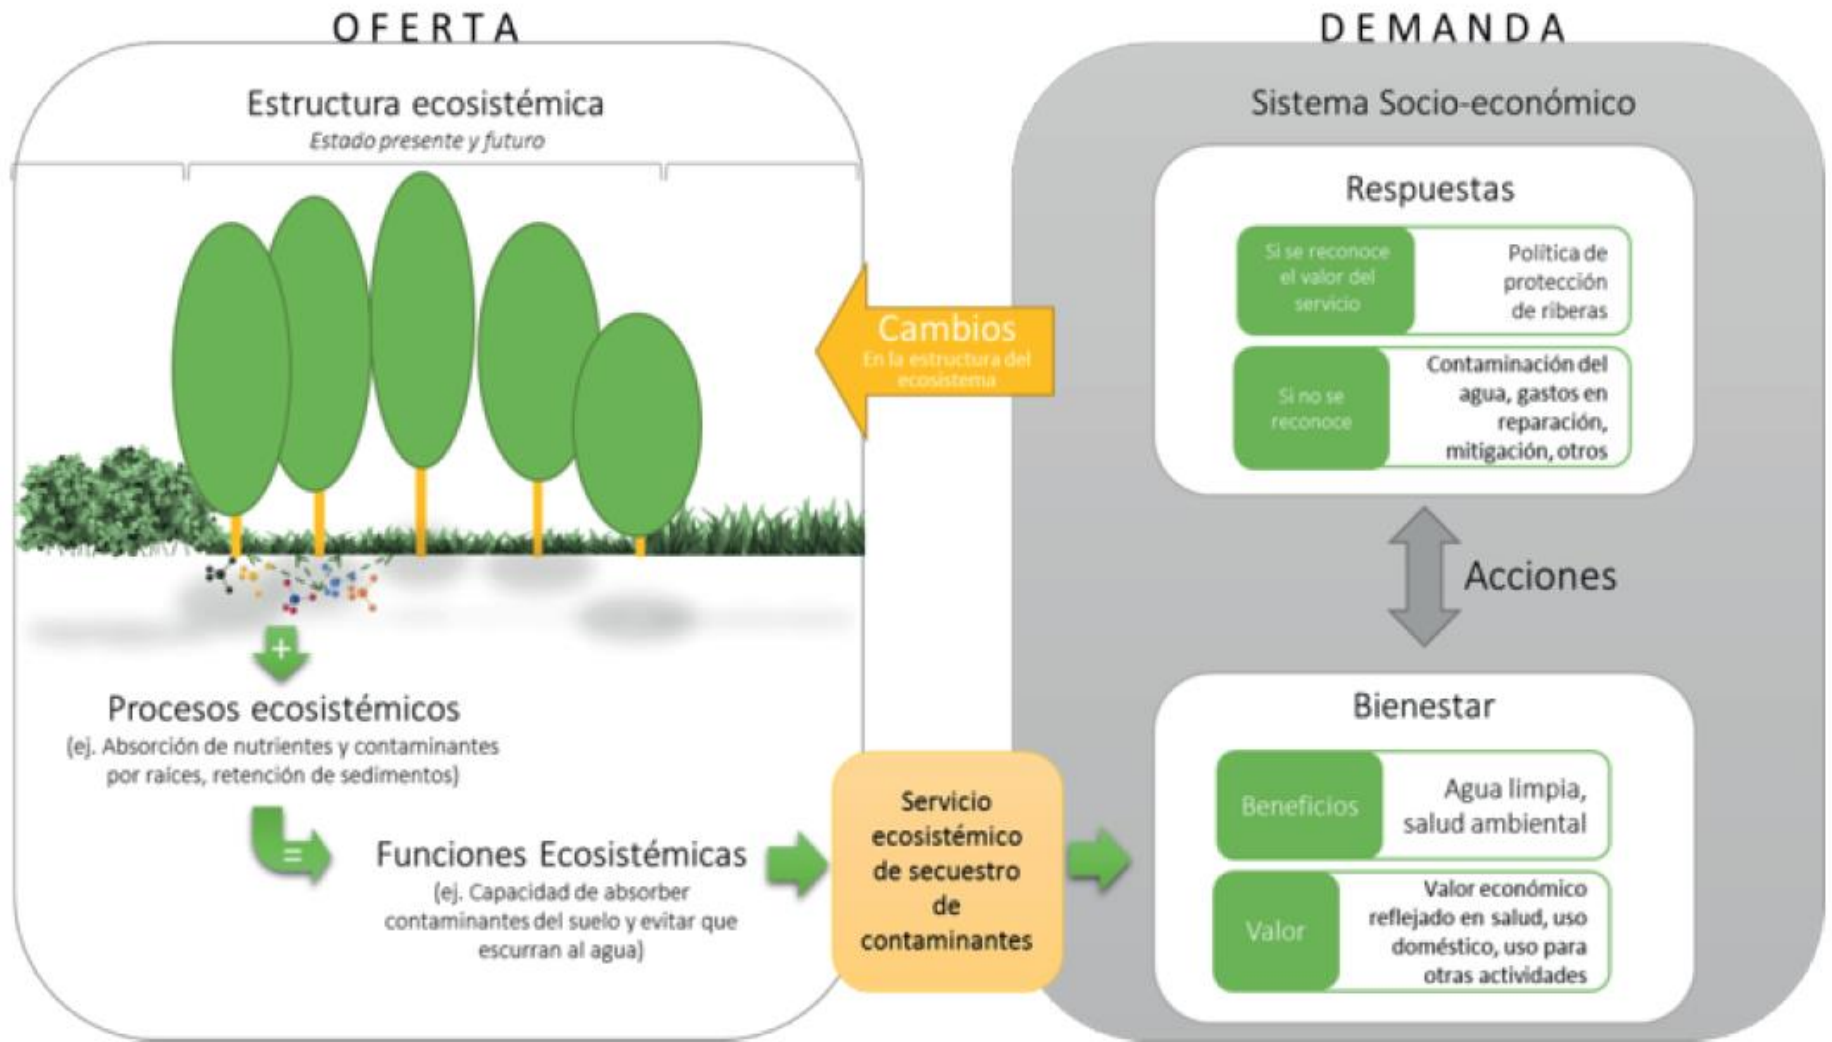 OFERTA
Estructura ecosistémica
Estado presente y futuro
+
Procesos ecosistémicos
(ej. Absorción de nutrientes y contaminantes
por raíces, retención de sedimentos)
=
Funciones Ecosistémicas
(ej. Capacidad de absorber
contaminantes del suelo y evitar que
escurran al agua)
Servicio
ecosistémico
de secuestro
de
contaminantes
Cambios
En la estructura del
ecosistema
DEMANDA
Sistema Socio-económico
Respuestas
Si se reconoce
el valor del
servicio
Política de
protección
de riberas
Si no se
reconoce
Contaminación del
agua, gastos en
reparación,
mitigación, otros
Acciones
Bienestar
Beneficios
Agua limpia,
salud ambiental
Valor
Valor económico
reflejado en salud, uso
doméstico, uso para
otras actividades